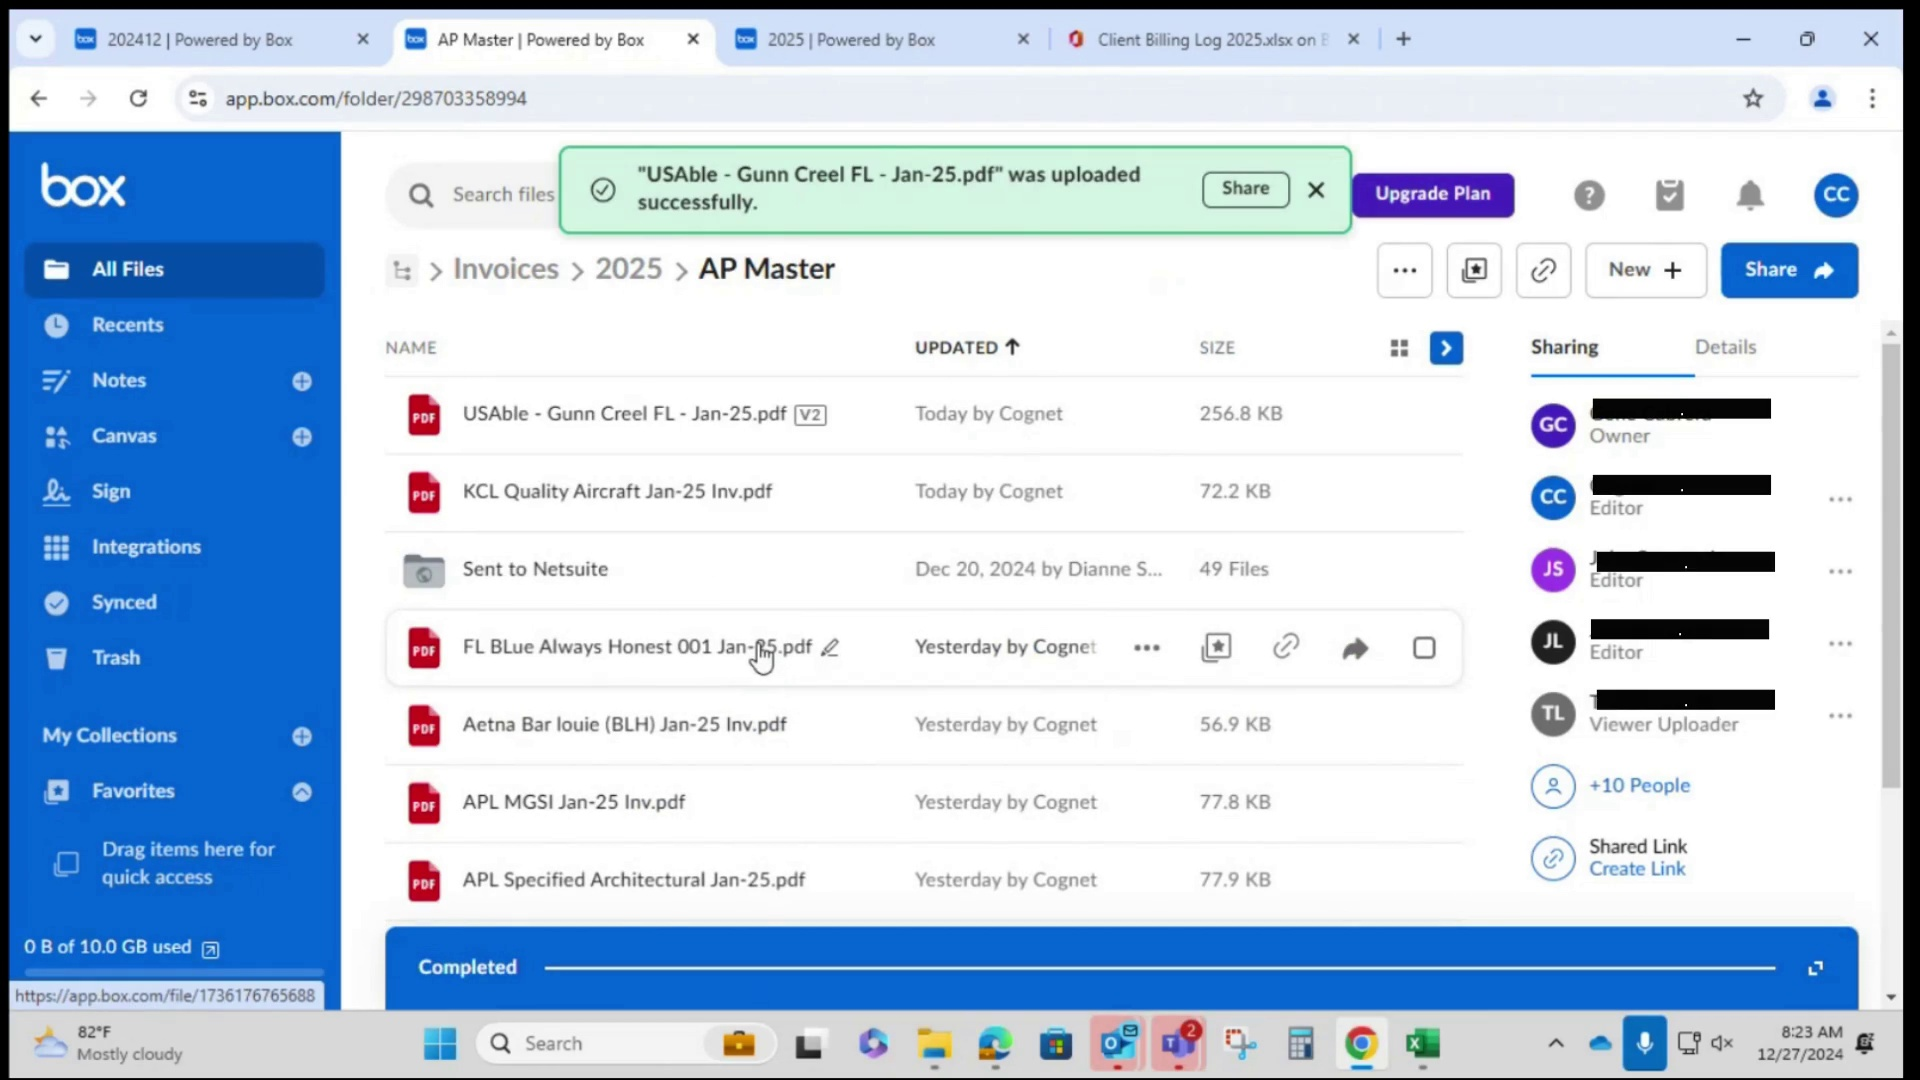 202412 | Powered by Box
AP Master | Powered by Box
2025 | Powered by Box
Client Billing Log 2025.xlsx on B
app.box.com/folder/298703358994
box
Search files
"USAble - Gunn Creel FL - Jan-25.pdf" was uploaded
successfully.
Share
Upgrade Plan
CC
All Files
Recents
Notes
Canvas
Sign
Integrations
Synced
Trash
My Collections
Favorites
Drag items here for
quick access
0 B of 10.0 GB used
https://app.box.com/file/1736176765688
Invoices > 2025 > AP Master
New +
Share
NAME UPDATED SIZE
USAble - Gunn Creel FL - Jan-25.pdf V2 Today by Cognet 256.8 KB
KCL Quality Aircraft Jan-25 Inv.pdf Today by Cognet 72.2 KB
Sent to Netsuite Dec 20, 2024 by Dianne S... 49 Files
FL BLue Always Honest 001 Jan-25.pdf Yesterday by Cognet
Aetna Bar louie (BLH) Jan-25 Inv.pdf Yesterday by Cognet 56.9 KB
APL MGSI Jan-25 Inv.pdf Yesterday by Cognet 77.8 KB
APL Specified Architectural Jan-25.pdf Yesterday by Cognet 77.9 KB
Sharing Details
GC
Owner
CC
Editor
JS
Editor
JL
Editor
TL
Viewer Uploader
+10 People
Shared Link
Create Link
Completed
82°F
Mostly cloudy
Search
2
8:23 AM
12/27/2024